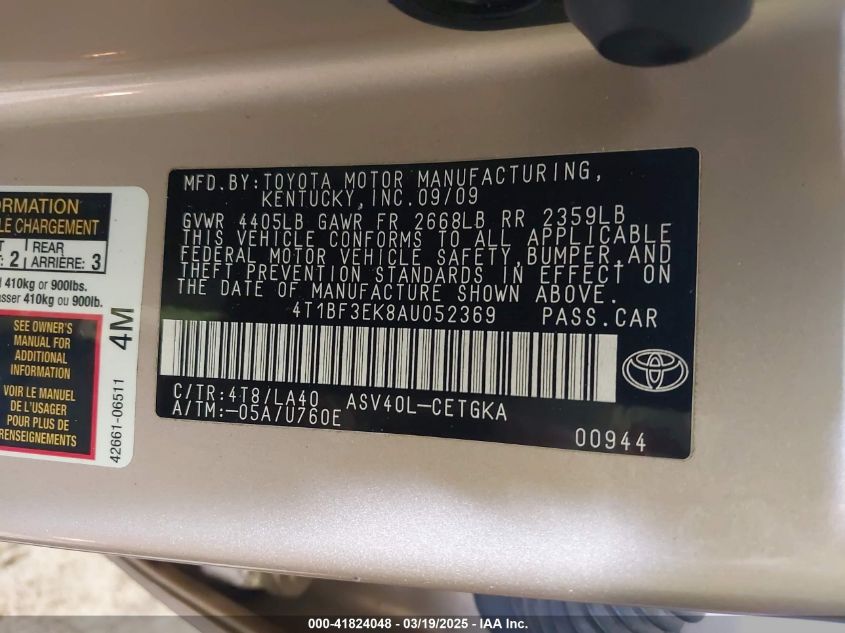 ORMATION
LE CHARGEMENT
T : 2 REAR ARRIÈRE: 3
d 410kg or 900lbs.
asser 410kg ou 900lb.
SEE OWNER'S
MANUAL FOR
ADDITIONAL
INFORMATION
VOIR LE MANUEL
DE L'USAGER
POUR PLUS DE
RENSEIGNEMENTS
4M
42661-06511
MFD.BY:TOYOTA MOTOR MANUFACTURING,
KENTUCKY,INC.09/09
GVWR 4405LB GAWR FR 2668LB RR 2359LB
THIS VEHICLE CONFORMS TO ALL APPLICABLE
FEDERAL MOTOR VEHICLE SAFETY,BUMPER,AND
THEFT PREVENTION STANDARDS IN EFFECT ON
THE DATE OF MANUFACTURE SHOWN ABOVE.
4T1BF3EK8AU052369 PASS.CAR
C/TR:4T8/LA40 ASV40L-CETGKA
A/TM:-05A/U760E
00944
TOYOTA
000-41824048 - 03/19/2025 - IAA Inc.